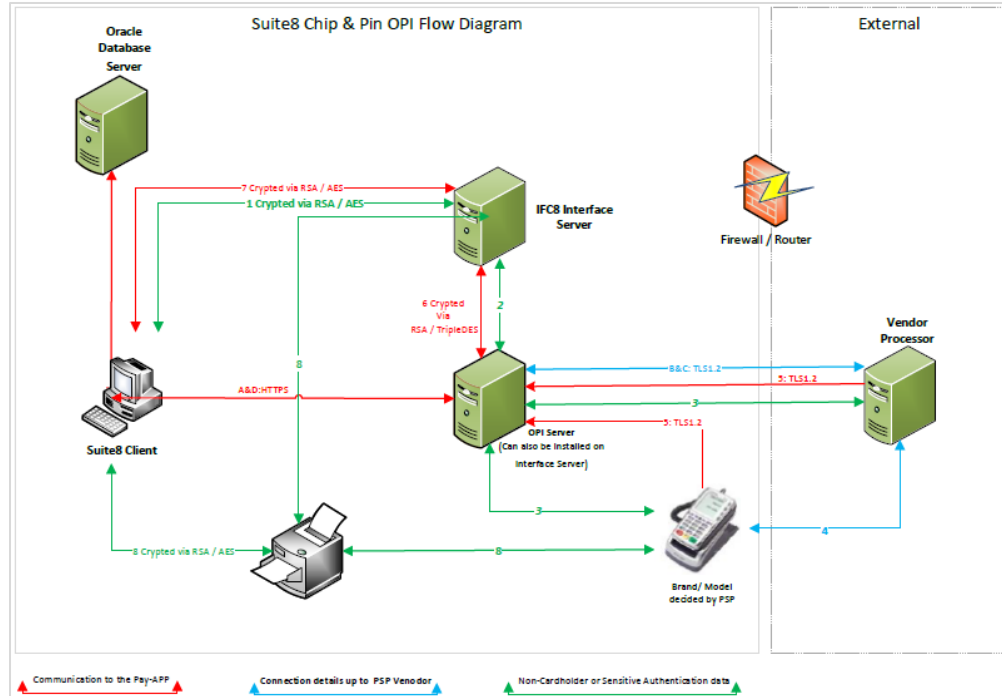 Suite8 Chip & Pin OPI Flow Diagram
External
Oracle
Database
Server
7 Crypted via RSA / AES
1 Crypted via RSA / AES
IFC8 Interface
Server
Firewall / Router
6 Crypted
Via
RSA / TripleDES
2
8
Vendor
Processor
B&C: TLS1.2
5: TLS1.2
A&D:HTTPS
3
5: TLS1.2
OPI Server
(Can also be installed on
Interface Server)
Suite8 Client
3
4
8 Crypted via RSA / AES
8
Brand/ Model
decided by PSP
Communication to the Pay-APP
Connection details up to PSP Venodor
Non-Cardholder or Sensitive Authentication data